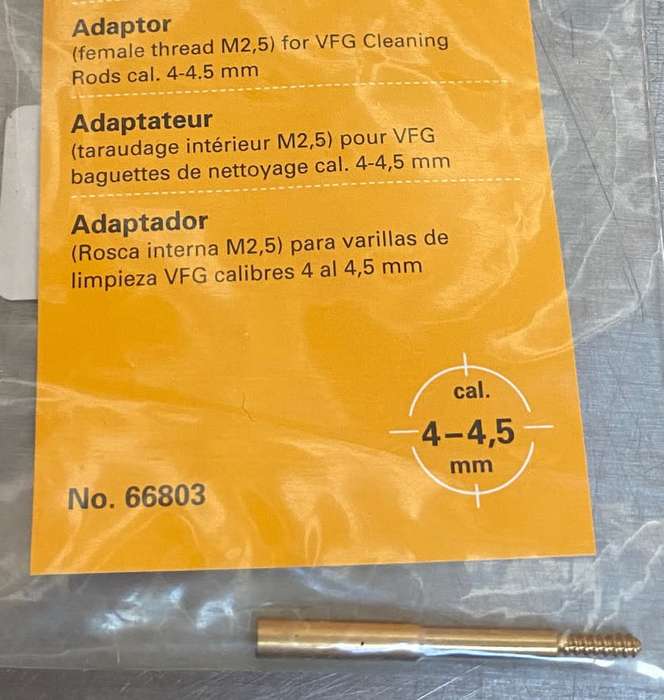 Adaptor
(female thread M2,5) for VFG Cleaning
Rods cal. 4-4.5 mm
Adaptateur
(taraudage intérieur M2,5) pour VFG
baguettes de nettoyage cal. 4-4,5 mm
Adaptador
(Rosca interna M2,5) para varillas de
limpieza VFG calibres 4 al 4,5 mm
cal.
4–4,5
mm
No. 66803